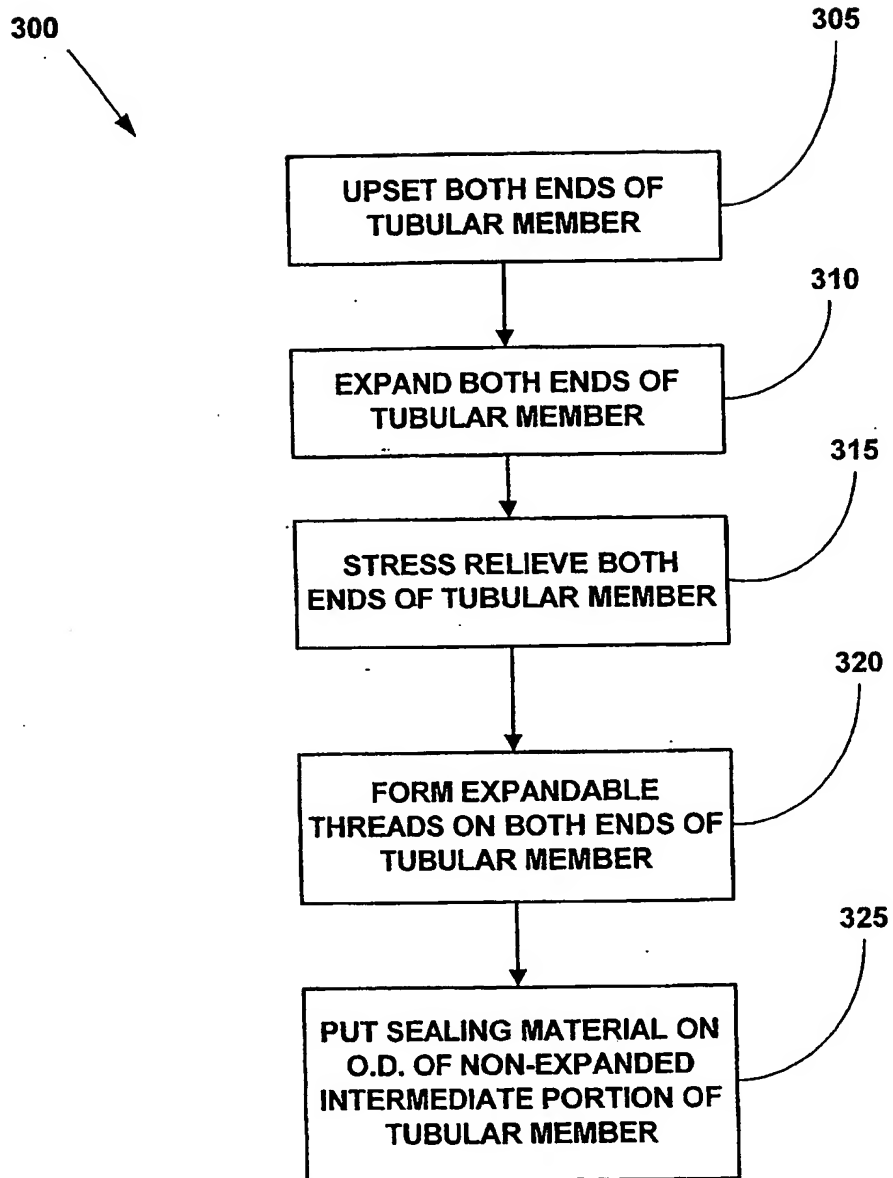 300
305
UPSET BOTH ENDS OF
TUBULAR MEMBER
310
EXPAND BOTH ENDS OF
TUBULAR MEMBER
315
STRESS RELIEVE BOTH
ENDS OF TUBULAR MEMBER
320
FORM EXPANDABLE
THREADS ON BOTH ENDS OF
TUBULAR MEMBER
325
PUT SEALING MATERIAL ON
O.D. OF NON-EXPANDED
INTERMEDIATE PORTION OF
TUBULAR MEMBER